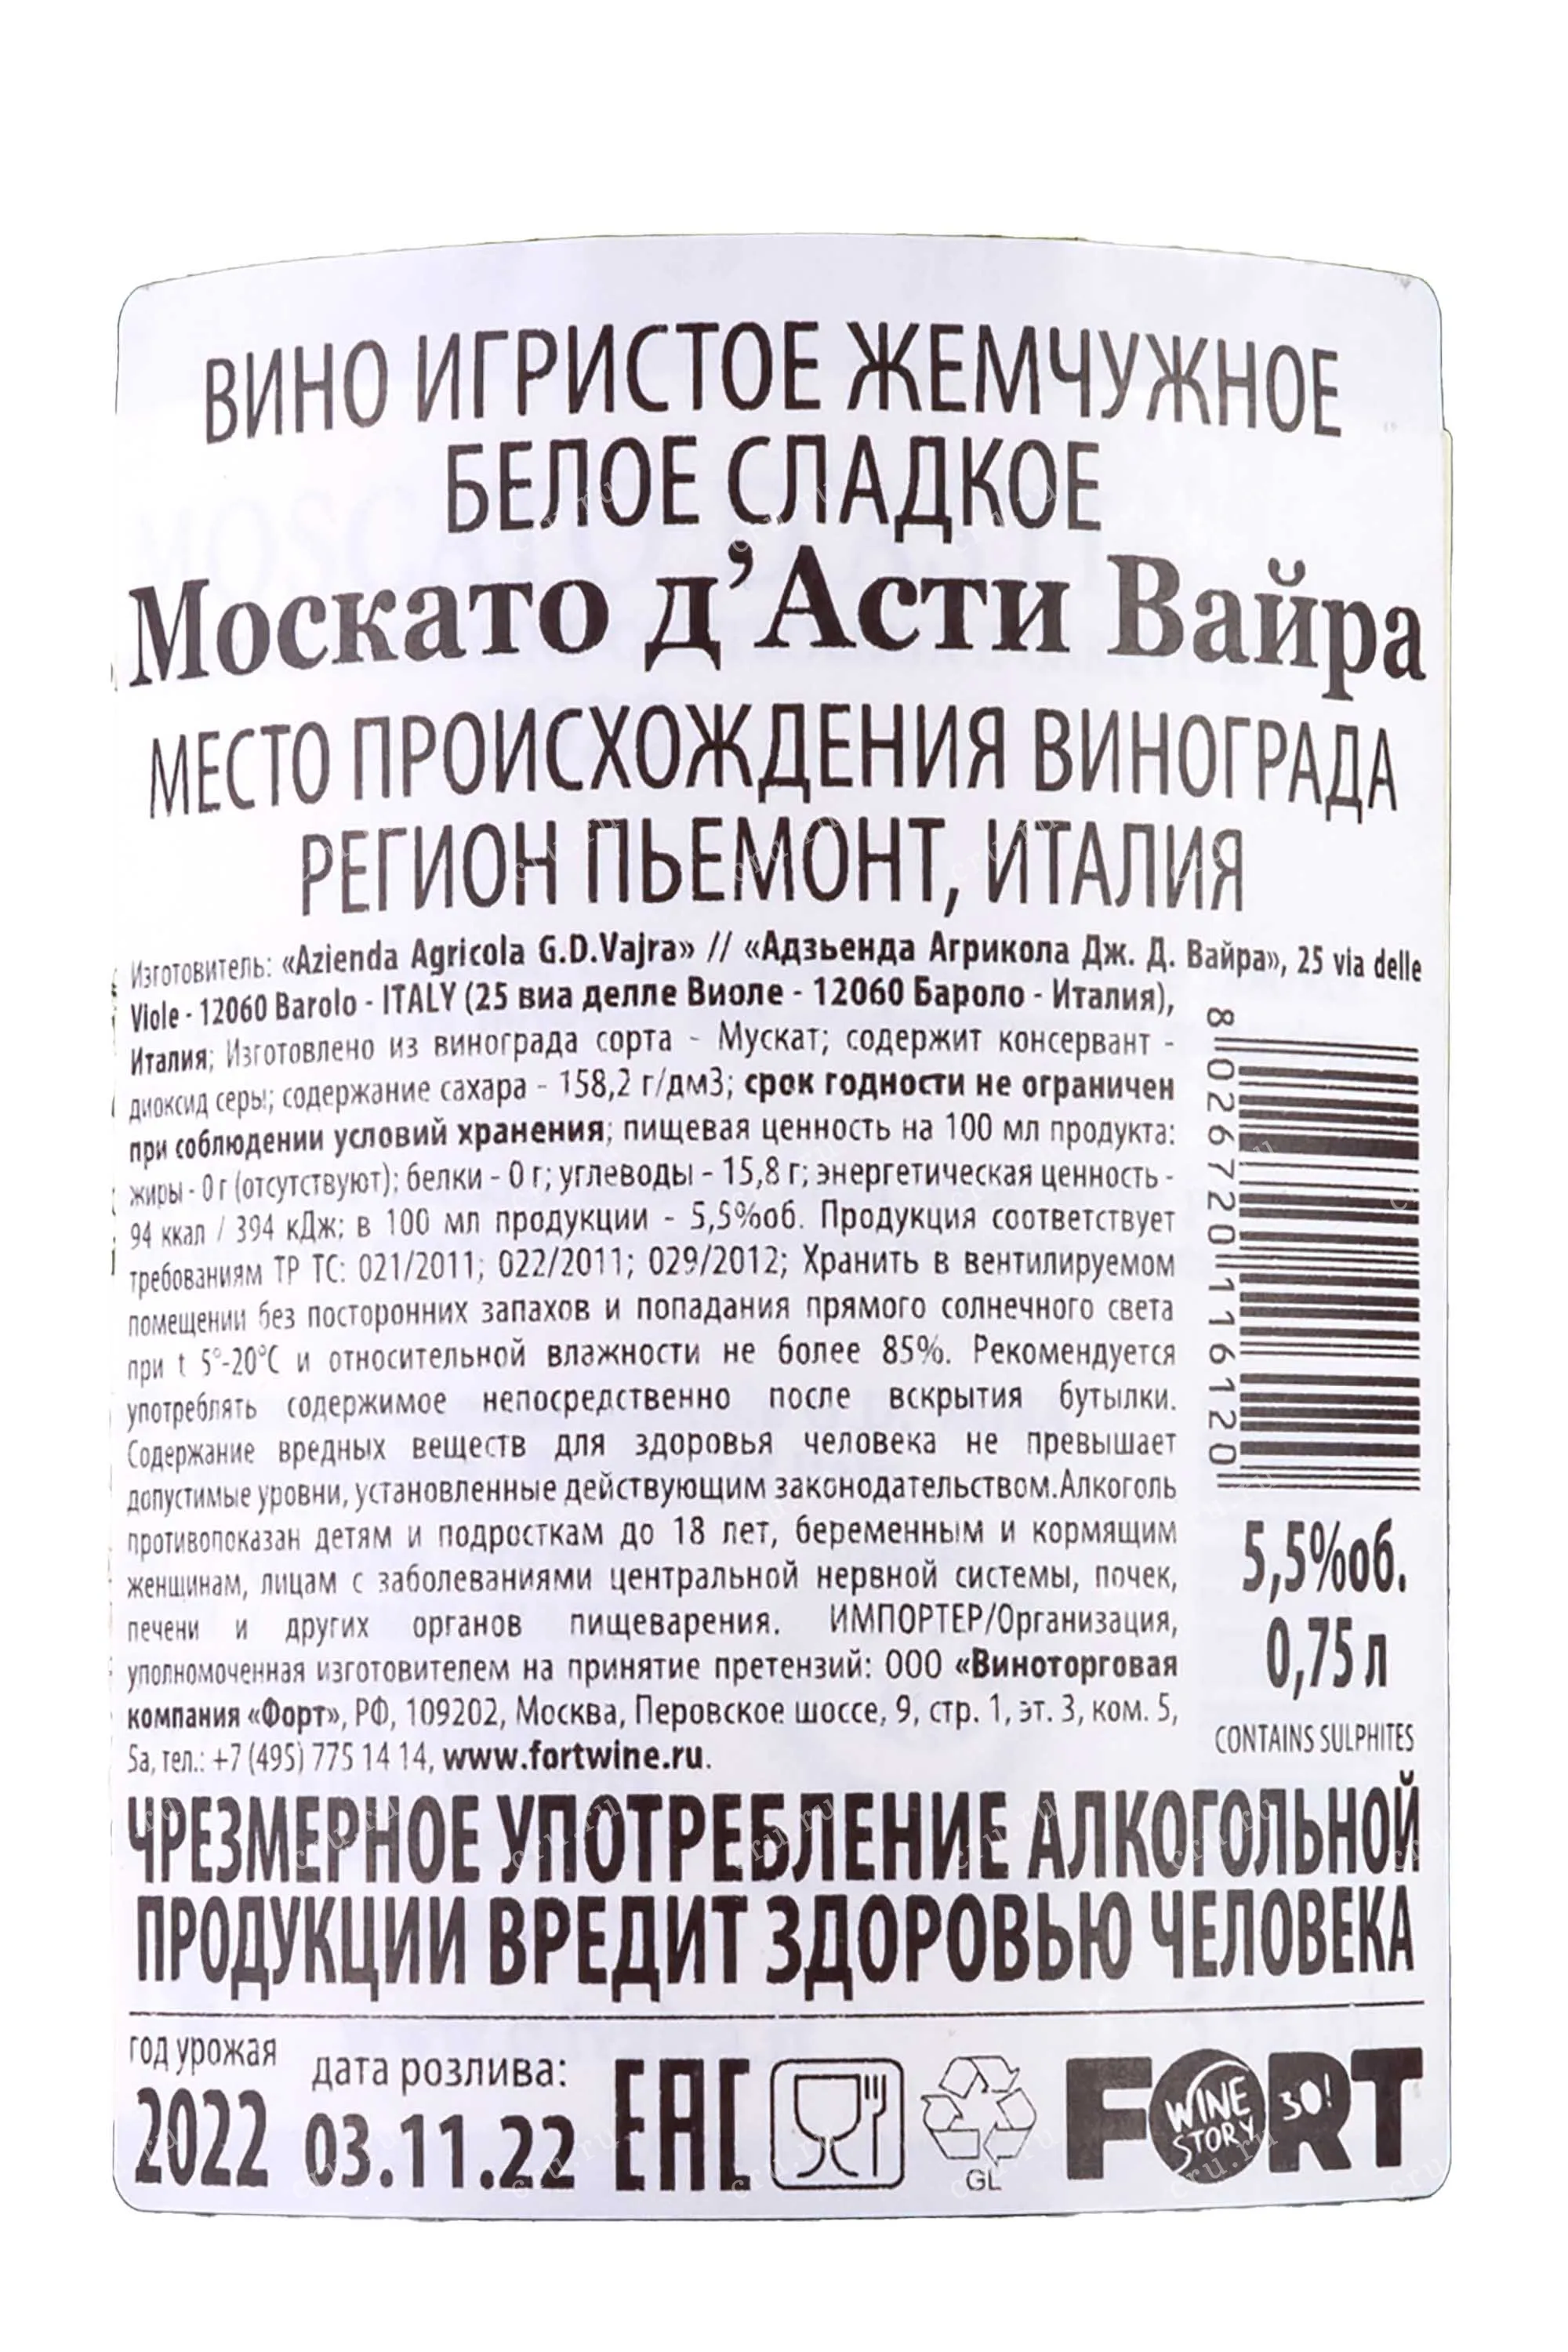 ВИНО ИГРИСТОЕ ЖЕМЧУЖНОЕ
БЕЛОЕ СЛАДКОЕ
Москато д’Асти Вайра
МЕСТО ПРОИСХОЖДЕНИЯ ВИНОГРАДА
РЕГИОН ПЬЕМОНТ, ИТАЛИЯ
Изготовитель: «Azienda Agricola G.D.Vajra» // «Адзьенда Агрикола Дж. Д. Вайра», 25 via delle
Viole - 12060 Barolo - ITALY (25 виа делле Виоле - 12060 Бароло - Италия),
Италия; Изготовлено из винограда сорта - Мускат; содержит консервант -
диоксид серы; содержание сахара - 158,2 г/дм3; срок годности не ограничен
при соблюдении условий хранения; пищевая ценность на 100 мл продукта:
жиры - 0 г (отсутствуют); белки - 0 г; углеводы - 15,8 г; энергетическая ценность -
94 ккал / 394 кДж; в 100 мл продукции - 5,5%об. Продукция соответствует
требованиям ТР ТС: 021/2011; 022/2011; 029/2012; Хранить в вентилируемом
помещении без посторонних запахов и попадания прямого солнечного света
при t 5°-20°C и относительной влажности не более 85%. Рекомендуется
употреблять содержимое непосредственно после вскрытия бутылки.
Содержание вредных веществ для здоровья человека не превышает
допустимые уровни, установленные действующим законодательством.Алкоголь
противопоказан детям и подросткам до 18 лет, беременным и кормящим
женщинам, лицам с заболеваниями центральной нервной системы, почек,
печени и других органов пищеварения. ИМПОРТЕР/Организация,
уполномоченная изготовителем на принятие претензий: ООО «Виноторговая
компания «Форт», РФ, 109202, Москва, Перовское шоссе, 9, стр. 1, эт. 3, ком. 5,
5а, тел.: +7 (495) 775 14 14, www.fortwine.ru.
8 026720 116120
5,5%об.
0,75 л
CONTAINS SULPHITES
ЧРЕЗМЕРНОЕ УПОТРЕБЛЕНИЕ АЛКОГОЛЬНОЙ
ПРОДУКЦИИ ВРЕДИТ ЗДОРОВЬЮ ЧЕЛОВЕКА
год урожая
2022
дата розлива:
03.11.22
EAC
GL
FORT
WINE
STORY
30!